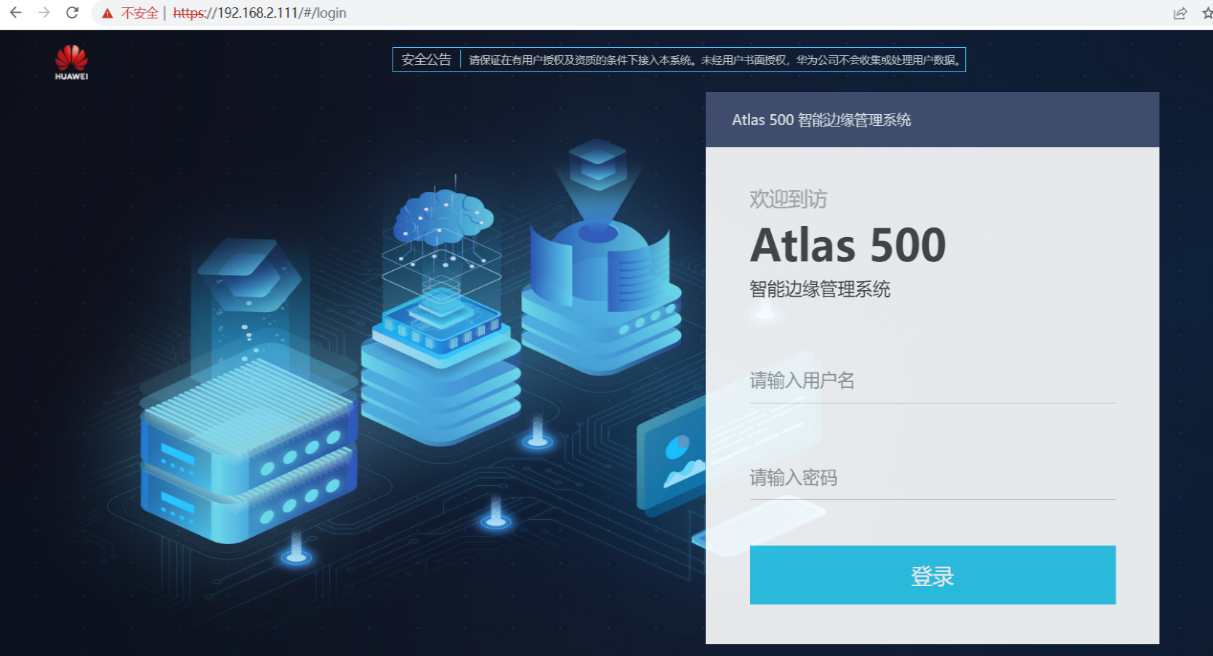 不安全 | https://192.168.2.111/#/login
HUAWEI
安全公告 | 请保证在有用户授权及资质的条件下接入本系统。未经用户书面授权，华为公司不会收集或处理用户数据。
Atlas 500 智能边缘管理系统
欢迎到访
Atlas 500
智能边缘管理系统
请输入用户名
请输入密码
登录